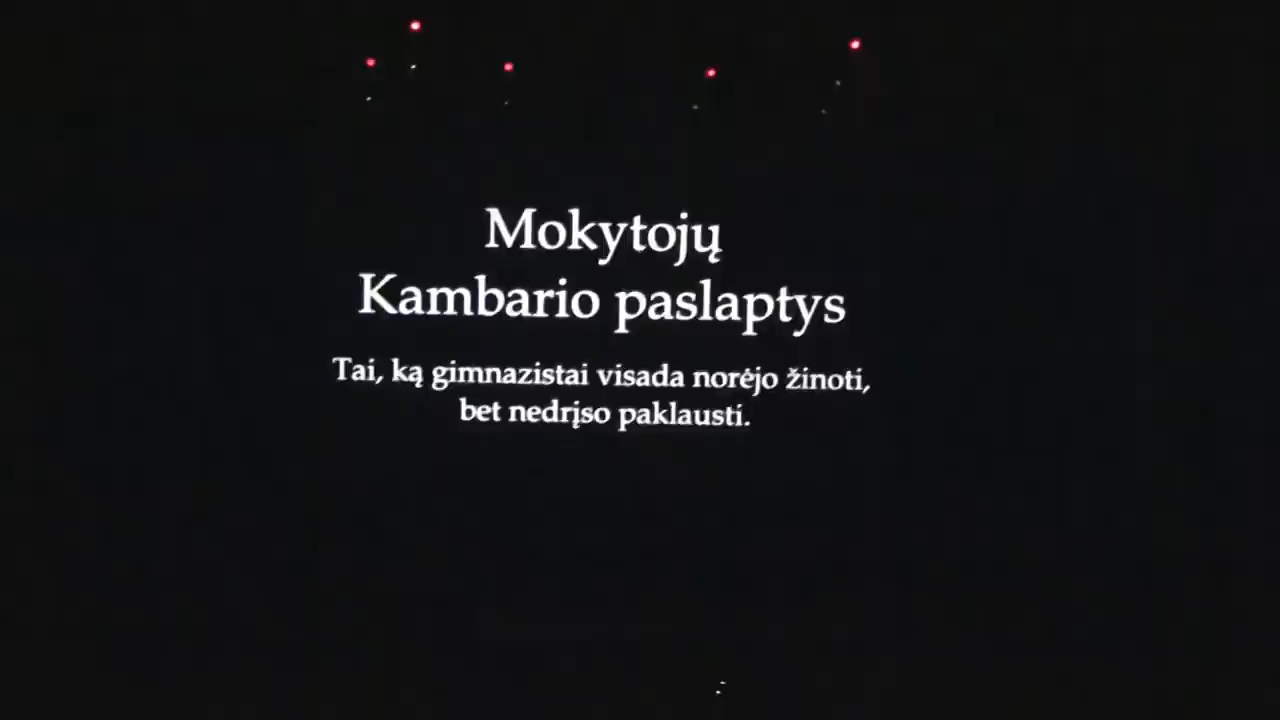 Mokytojų
Kambario paslaptys
Tai, ką gimnazistai visada norėjo žinoti,
bet nedrįso paklausti.